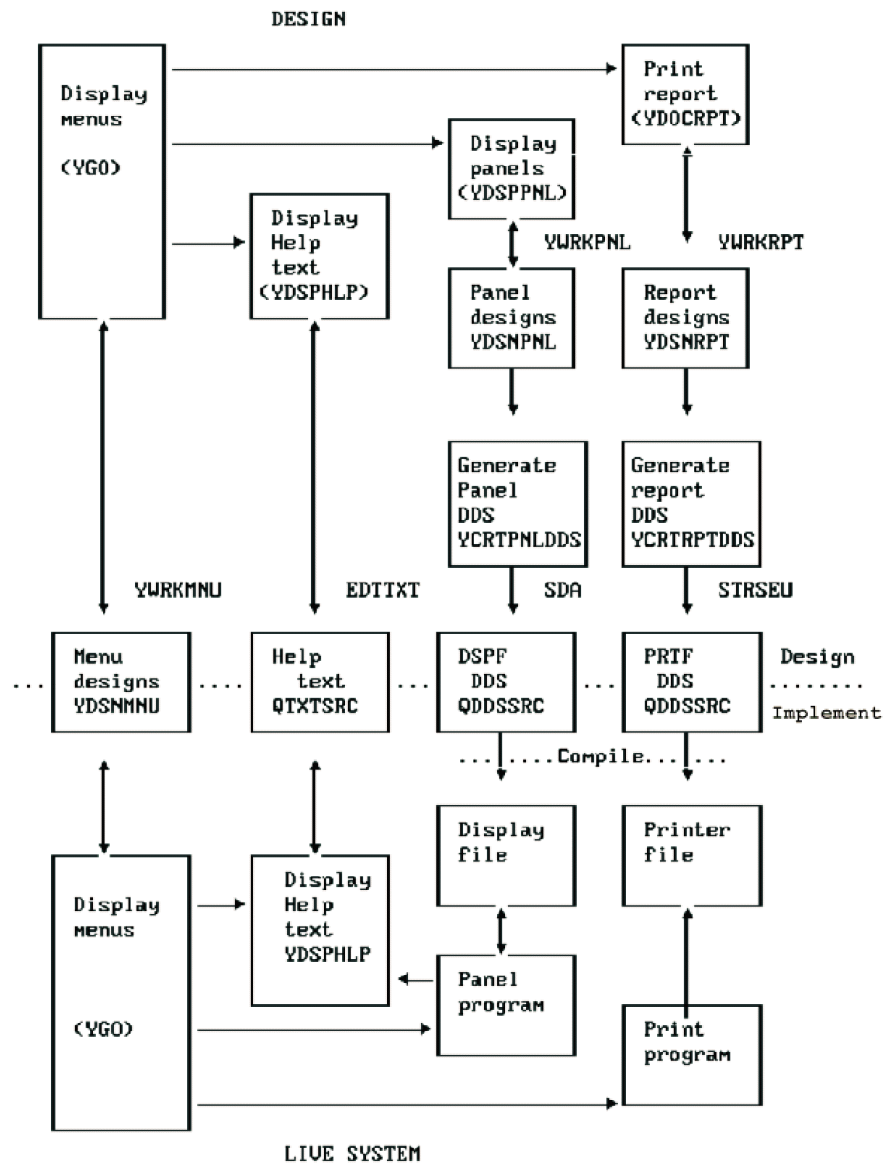 DESIGN
Display
menus
(YGO)
Print
report
(YDOCRPT)
Display
panels
(YDSPPNL)
Display
Help
text
(YDSPHLP)
YWRKPNL
YWRKRPT
Panel
designs
YDSNPNL
Report
designs
YDSNRPT
Generate
Panel
DDS
YCRTPNLDDS
Generate
report
DDS
YCRTRPTDDS
YWRKMNU
EDTTXT
SDA
STRSEU
Menu
designs
YDSNMNU
Help
text
QTXTSRC
DSPF
DDS
QDDSSRC
PRTF
DDS
QDDSSRC
Design
Implement
Compile
Display
file
Printer
file
Display
menus
(YGO)
Display
Help
text
YDSPHLP
Panel
program
Print
program
LIVE SYSTEM